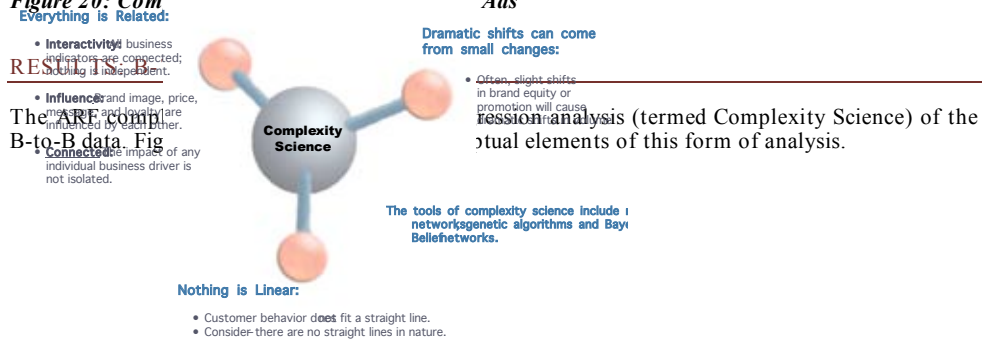 Figure 20: Com
Ads
Everything is Related:
• Interactivity: All business
indicators are connected;
nothing is independent.
• Influence: Brand image, price,
message, and loyalty are
influenced by each other.
• Connected: The impact of any
individual business driver is
not isolated.
RESULTS: B-
The ARF comp
ression analysis (termed Complexity Science) of the
B-to-B data. Fig
ptual elements of this form of analysis.
Dramatic shifts can come
from small changes:
• Often, slight shifts
in brand equity or
promotion will cause
Complexity
Science
The tools of complexity science include
networks, genetic algorithms and Baye
Belief networks.
Nothing is Linear:
• Customer behavior does not fit a straight line.
• Consider – there are no straight lines in nature.